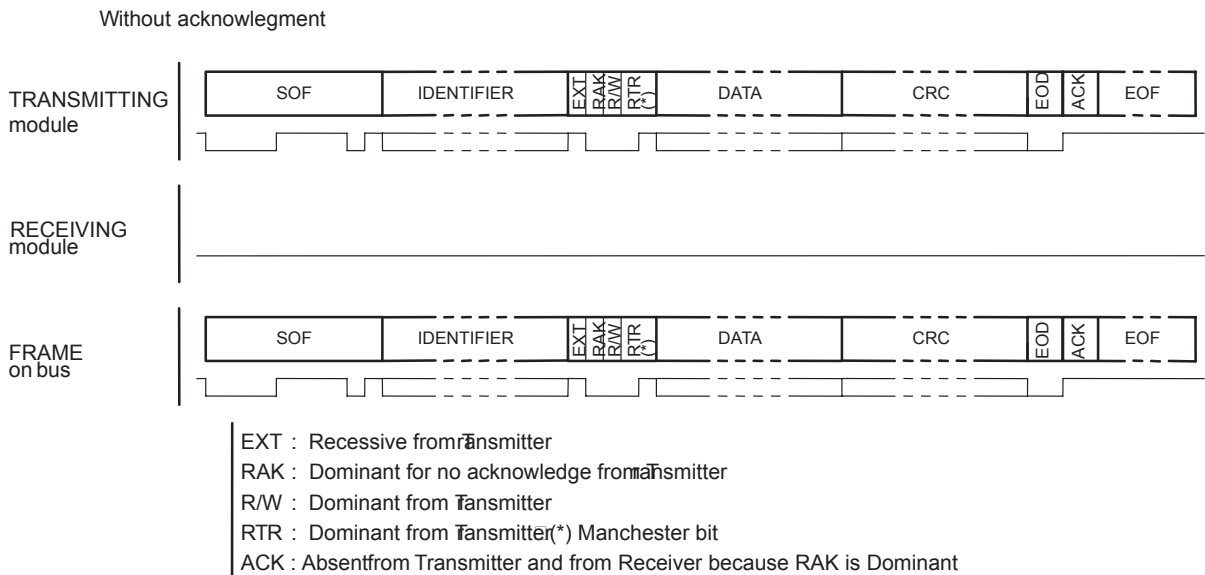 Without acknowlegment
TRANSMITTING
module
SOF IDENTIFIER EXT RAK R/W RTR (*) DATA CRC EOD ACK EOF
RECEIVING
module
FRAME
on bus
SOF IDENTIFIER EXT RAK R/W RTR (*) DATA CRC EOD ACK EOF
EXT : Recessive from Transmitter
RAK : Dominant for no acknowledge from Transmitter
R/W : Dominant from Transmitter
RTR : Dominant from Transmitter (*) Manchester bit
ACK : Absentfrom Transmitter and from Receiver because RAK is Dominant